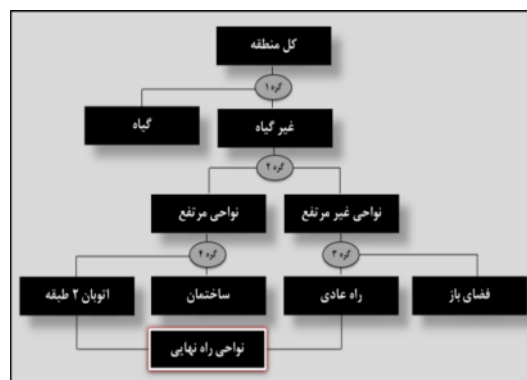 کل منطقه
گره ۱
گیاه
غیر گیاه
گره ۲
نواحی غیر مرتفع
نواحی مرتفع
گره ۳
گره ۴
فضای باز
راه عادی
ساختمان
اتوبان ۲ طبقه
نواحی راه نهایی